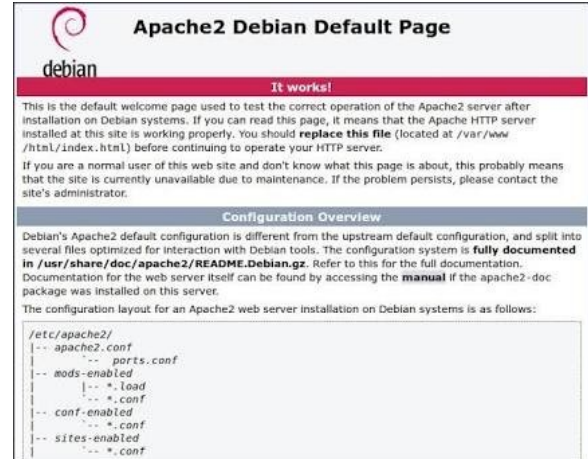 Apache2 Debian Default Page
debian
It works!
This is the default welcome page used to test the correct operation of the Apache2 server after
installation on Debian systems. If you can read this page, it means that the Apache HTTP server
installed at this site is working properly. You should replace this file (located at /var/www
/html/index.html) before continuing to operate your HTTP server.
If you are a normal user of this web site and don't know what this page is about, this probably means
that the site is currently unavailable due to maintenance. If the problem persists, please contact the
site's administrator.
Configuration Overview
Debian's Apache2 default configuration is different from the upstream default configuration, and split into
several files optimized for interaction with Debian tools. The configuration system is fully documented
in /usr/share/doc/apache2/README.Debian.gz. Refer to this for the full documentation.
Documentation for the web server itself can be found by accessing the manual if the apache2-doc
package was installed on this server.
The configuration layout for an Apache2 web server installation on Debian systems is as follows:
/etc/apache2/
|-- apache2.conf
|       `--  ports.conf
|-- mods-enabled
|       |-- *.load
|       `-- *.conf
|-- conf-enabled
|       `-- *.conf
|-- sites-enabled
|       `-- *.conf